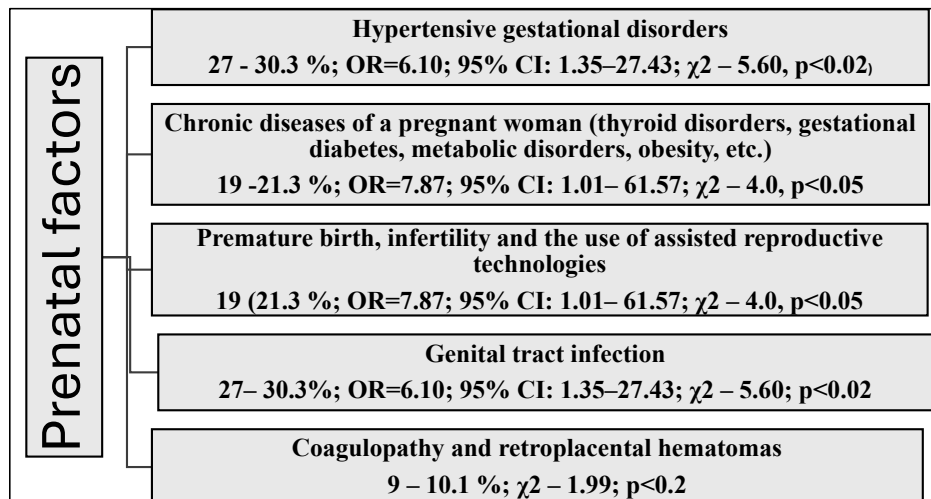 Prenatal factors
Hypertensive gestational disorders
27 - 30.3 %; OR=6.10; 95% CI: 1.35–27.43; χ2 – 5.60, p<0.02)
Chronic diseases of a pregnant woman (thyroid disorders, gestational
diabetes, metabolic disorders, obesity, etc.)
19 -21.3 %; OR=7.87; 95% CI: 1.01– 61.57; χ2 – 4.0, p<0.05
Premature birth, infertility and the use of assisted reproductive
technologies
19 (21.3 %; OR=7.87; 95% CI: 1.01– 61.57; χ2 – 4.0, p<0.05
Genital tract infection
27– 30.3%; OR=6.10; 95% CI: 1.35–27.43; χ2 – 5.60; p<0.02
Coagulopathy and retroplacental hematomas
9 – 10.1 %; χ2 – 1.99; p<0.2